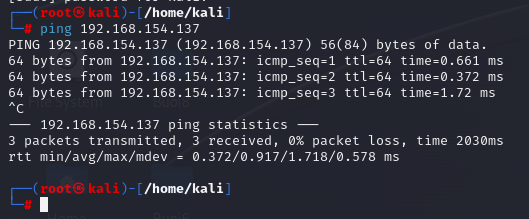 ┌──(root㉿kali)-[/home/kali]
└─# ping 192.168.154.137
PING 192.168.154.137 (192.168.154.137) 56(84) bytes of data.
64 bytes from 192.168.154.137: icmp_seq=1 ttl=64 time=0.661 ms
64 bytes from 192.168.154.137: icmp_seq=2 ttl=64 time=0.372 ms
64 bytes from 192.168.154.137: icmp_seq=3 ttl=64 time=1.72 ms
^C
--- 192.168.154.137 ping statistics ---
3 packets transmitted, 3 received, 0% packet loss, time 2030ms
rtt min/avg/max/mdev = 0.372/0.917/1.718/0.578 ms
┌──(root㉿kali)-[/home/kali]
└─#